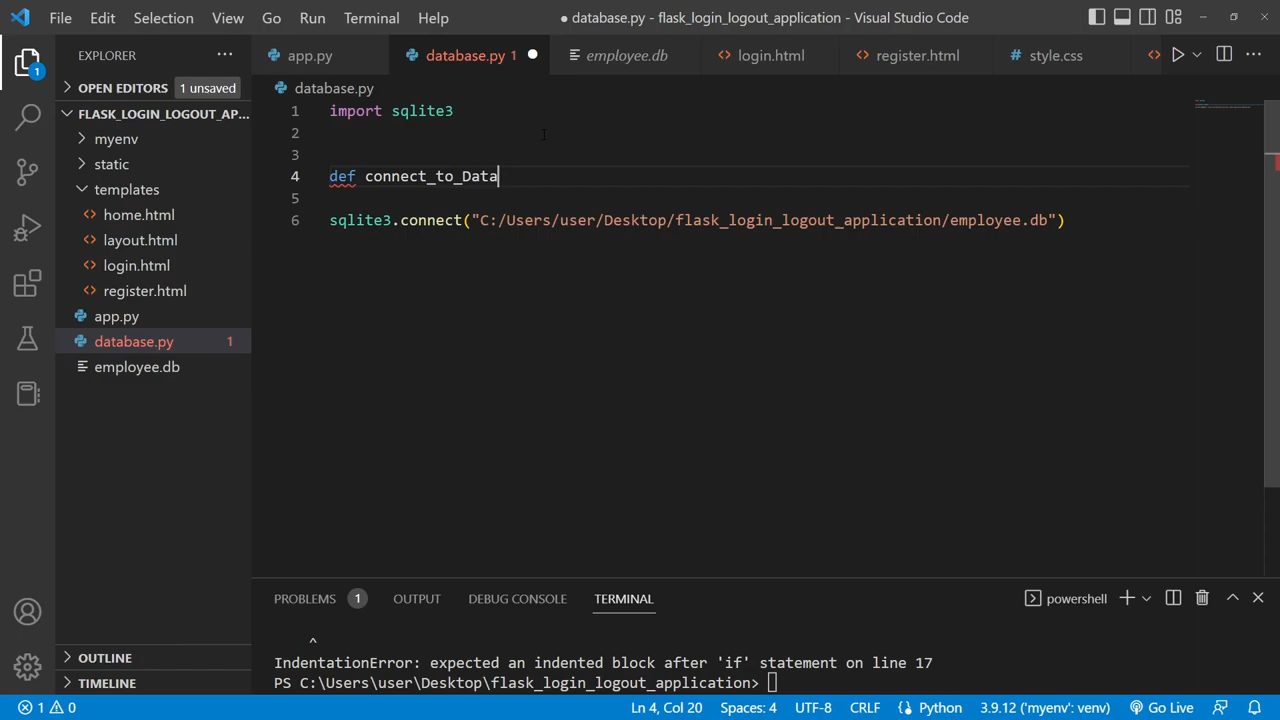 File Edit Selection View Go Run Terminal Help
● database.py - flask_login_logout_application - Visual Studio Code
EXPLORER
app.py
database.py 1
employee.db
login.html
register.html
# style.css
1
OPEN EDITORS 1 unsaved
FLASK_LOGIN_LOGOUT_AP...
myenv
static
templates
home.html
layout.html
login.html
register.html
app.py
database.py 1
employee.db
OUTLINE
TIMELINE
database.py
1 import sqlite3
2
3
4 def connect_to_Data
5
6 sqlite3.connect("C:/Users/user/Desktop/flask_login_logout_application/employee.db")
PROBLEMS 1 OUTPUT DEBUG CONSOLE TERMINAL
powershell
^
IndentationError: expected an indented block after 'if' statement on line 17
PS C:\Users\user\Desktop\flask_login_logout_application>
1 0 Ln 4, Col 20 Spaces: 4 UTF-8 CRLF Python 3.9.12 ('myenv': venv) Go Live